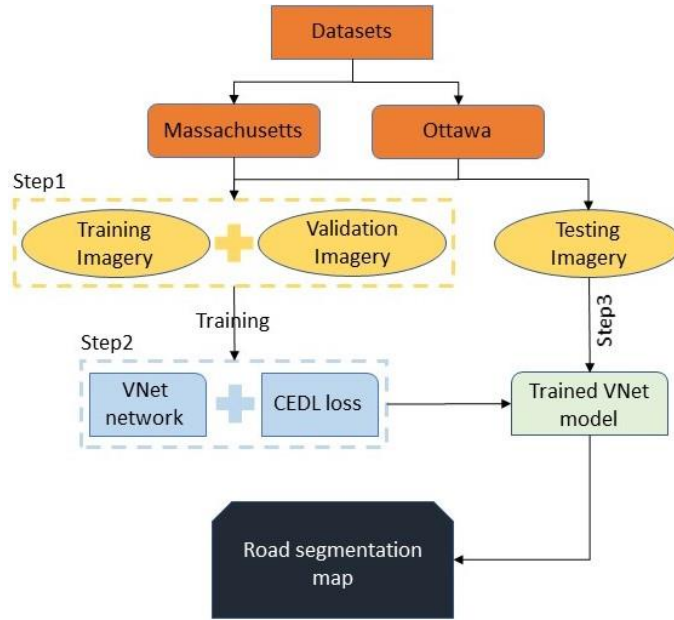 Datasets
Massachusetts
Ottawa
Step1
Training
Imagery
Validation
Imagery
Testing
Imagery
Training
Step3
Step2
VNet
network
CEDL loss
Trained VNet
model
Road segmentation
map